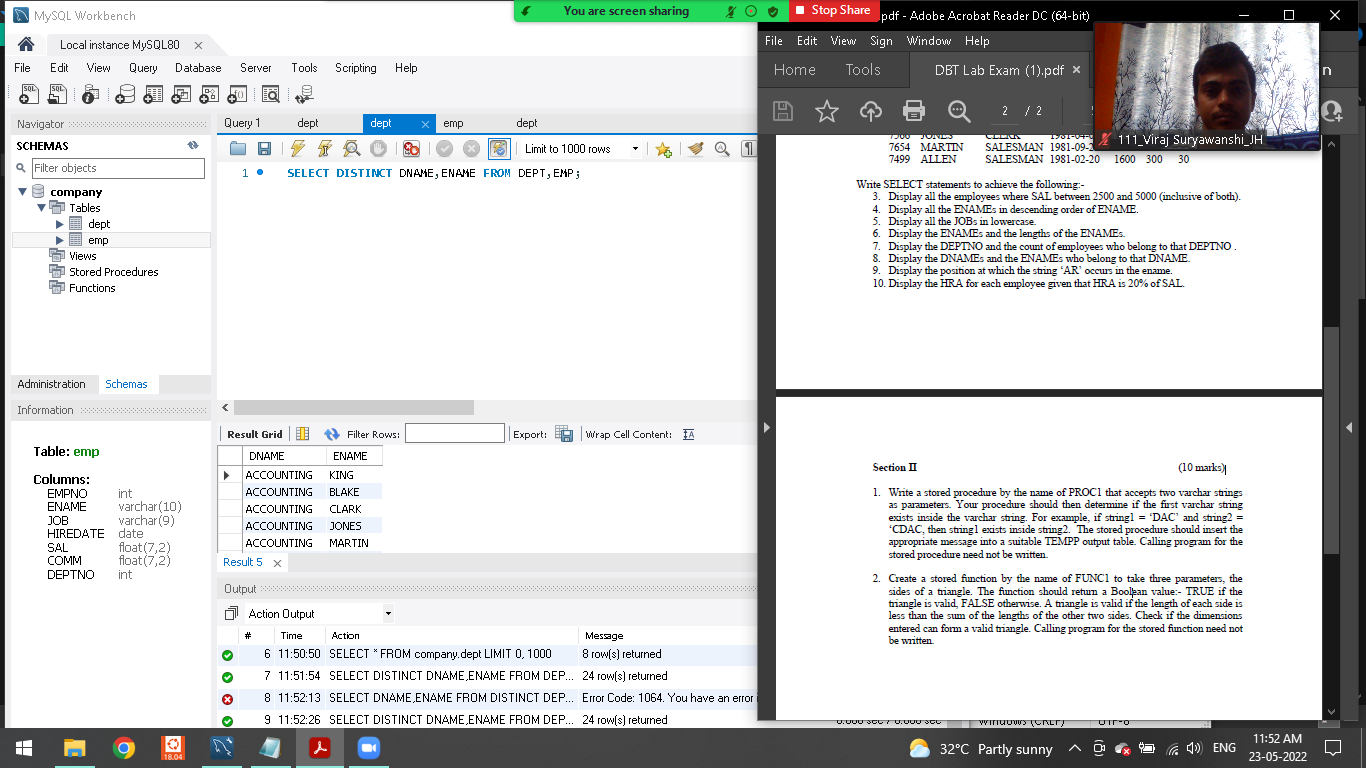 MySQL Workbench
You are screen sharing
Stop Share
.pdf - Adobe Acrobat Reader DC (64-bit)
Local instance MySQL80
File Edit View Query Database Server Tools Scripting Help
File Edit View Sign Window Help
Home Tools DBT Lab Exam (1).pdf
2 / 2
111_Viraj Suryawanshi_JH
Navigator
SCHEMAS
Filter objects
company
Tables
dept
emp
Views
Stored Procedures
Functions
Administration Schemas
Information
Table: emp
Columns:
EMPNO int
ENAME varchar(10)
JOB varchar(9)
HIREDATE date
SAL float(7,2)
COMM float(7,2)
DEPTNO int
Query 1 dept dept emp dept
Limit to 1000 rows
1 SELECT DISTINCT DNAME,ENAME FROM DEPT,EMP;
Result Grid Filter Rows: Export: Wrap Cell Content:
DNAME ENAME
ACCOUNTING KING
ACCOUNTING BLAKE
ACCOUNTING CLARK
ACCOUNTING JONES
ACCOUNTING MARTIN
Result 5
Output
Action Output
# Time Action Message
6 11:50:50 SELECT * FROM company.dept LIMIT 0, 1000 8 row(s) returned
7 11:51:54 SELECT DISTINCT DNAME,ENAME FROM DEP... 24 row(s) returned
8 11:52:13 SELECT DNAME,ENAME FROM DISTINCT DEP... Error Code: 1064. You have an error
9 11:52:26 SELECT DISTINCT DNAME,ENAME FROM DEP... 24 row(s) returned
7566 JONES CLERK
7654 MARTIN SALESMAN
7499 ALLEN SALESMAN 1981-02-20 1600 300 30
Write SELECT statements to achieve the following:-
3. Display all the employees where SAL between 2500 and 5000 (inclusive of both).
4. Display all the ENAMEs in descending order of ENAME.
5. Display all the JOBs in lowercase.
6. Display the ENAMEs and the lengths of the ENAMEs.
7. Display the DEPTNO and the count of employees who belong to that DEPTNO .
8. Display the DNAMEs and the ENAMEs who belong to that DNAME.
9. Display the position at which the string ‘AR’ occurs in the ename.
10. Display the HRA for each employee given that HRA is 20% of SAL.
Section II (10 marks)
1. Write a stored procedure by the name of PROC1 that accepts two varchar strings
as parameters. Your procedure should then determine if the first varchar string
exists inside the varchar string. For example, if string1 = ‘DAC’ and string2 =
‘CDAC, then string1 exists inside string2. The stored procedure should insert the
appropriate message into a suitable TEMPP output table. Calling program for the
stored procedure need not be written.
2. Create a stored function by the name of FUNC1 to take three parameters, the
sides of a triangle. The function should return a Boolean value:- TRUE if the
triangle is valid, FALSE otherwise. A triangle is valid if the length of each side is
less than the sum of the lengths of the other two sides. Check if the dimensions
entered can form a valid triangle. Calling program for the stored function need not
be written.
18.04
32°C Partly sunny
ENG
11:52 AM
23-05-2022